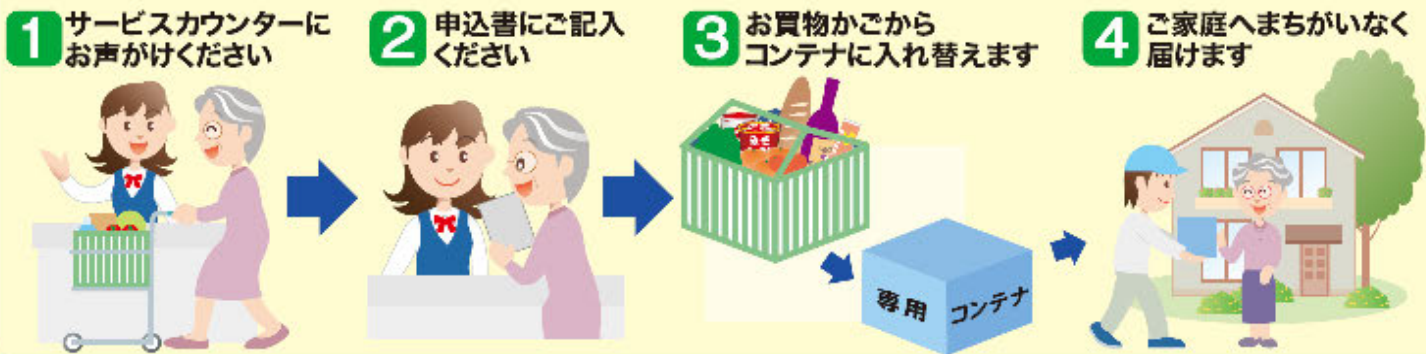 1 サービスカウンターに
お声がけください
2 申込書にご記入
ください
3 お買物かごから
コンテナに入れ替えます
4 ご家庭へまちがいなく
届けます
専用 コンテナ